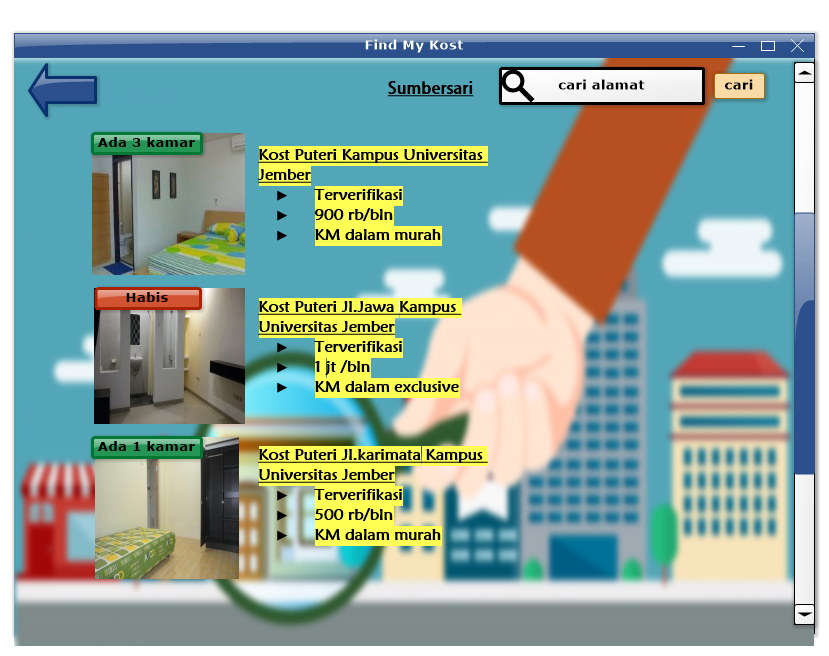 Find My Kost
Sumbersari
cari alamat
cari
Ada 3 kamar
Kost Puteri Kampus Universitas
Jember
► Terverifikasi
► 900 rb/bln
► KM dalam murah
Habis
Kost Puteri Jl.Jawa Kampus
Universitas Jember
► Terverifikasi
► 1 jt /bln
► KM dalam exclusive
Ada 1 kamar
Kost Puteri Jl.karimata Kampus
Universitas Jember
► Terverifikasi
► 500 rb/bln
► KM dalam murah